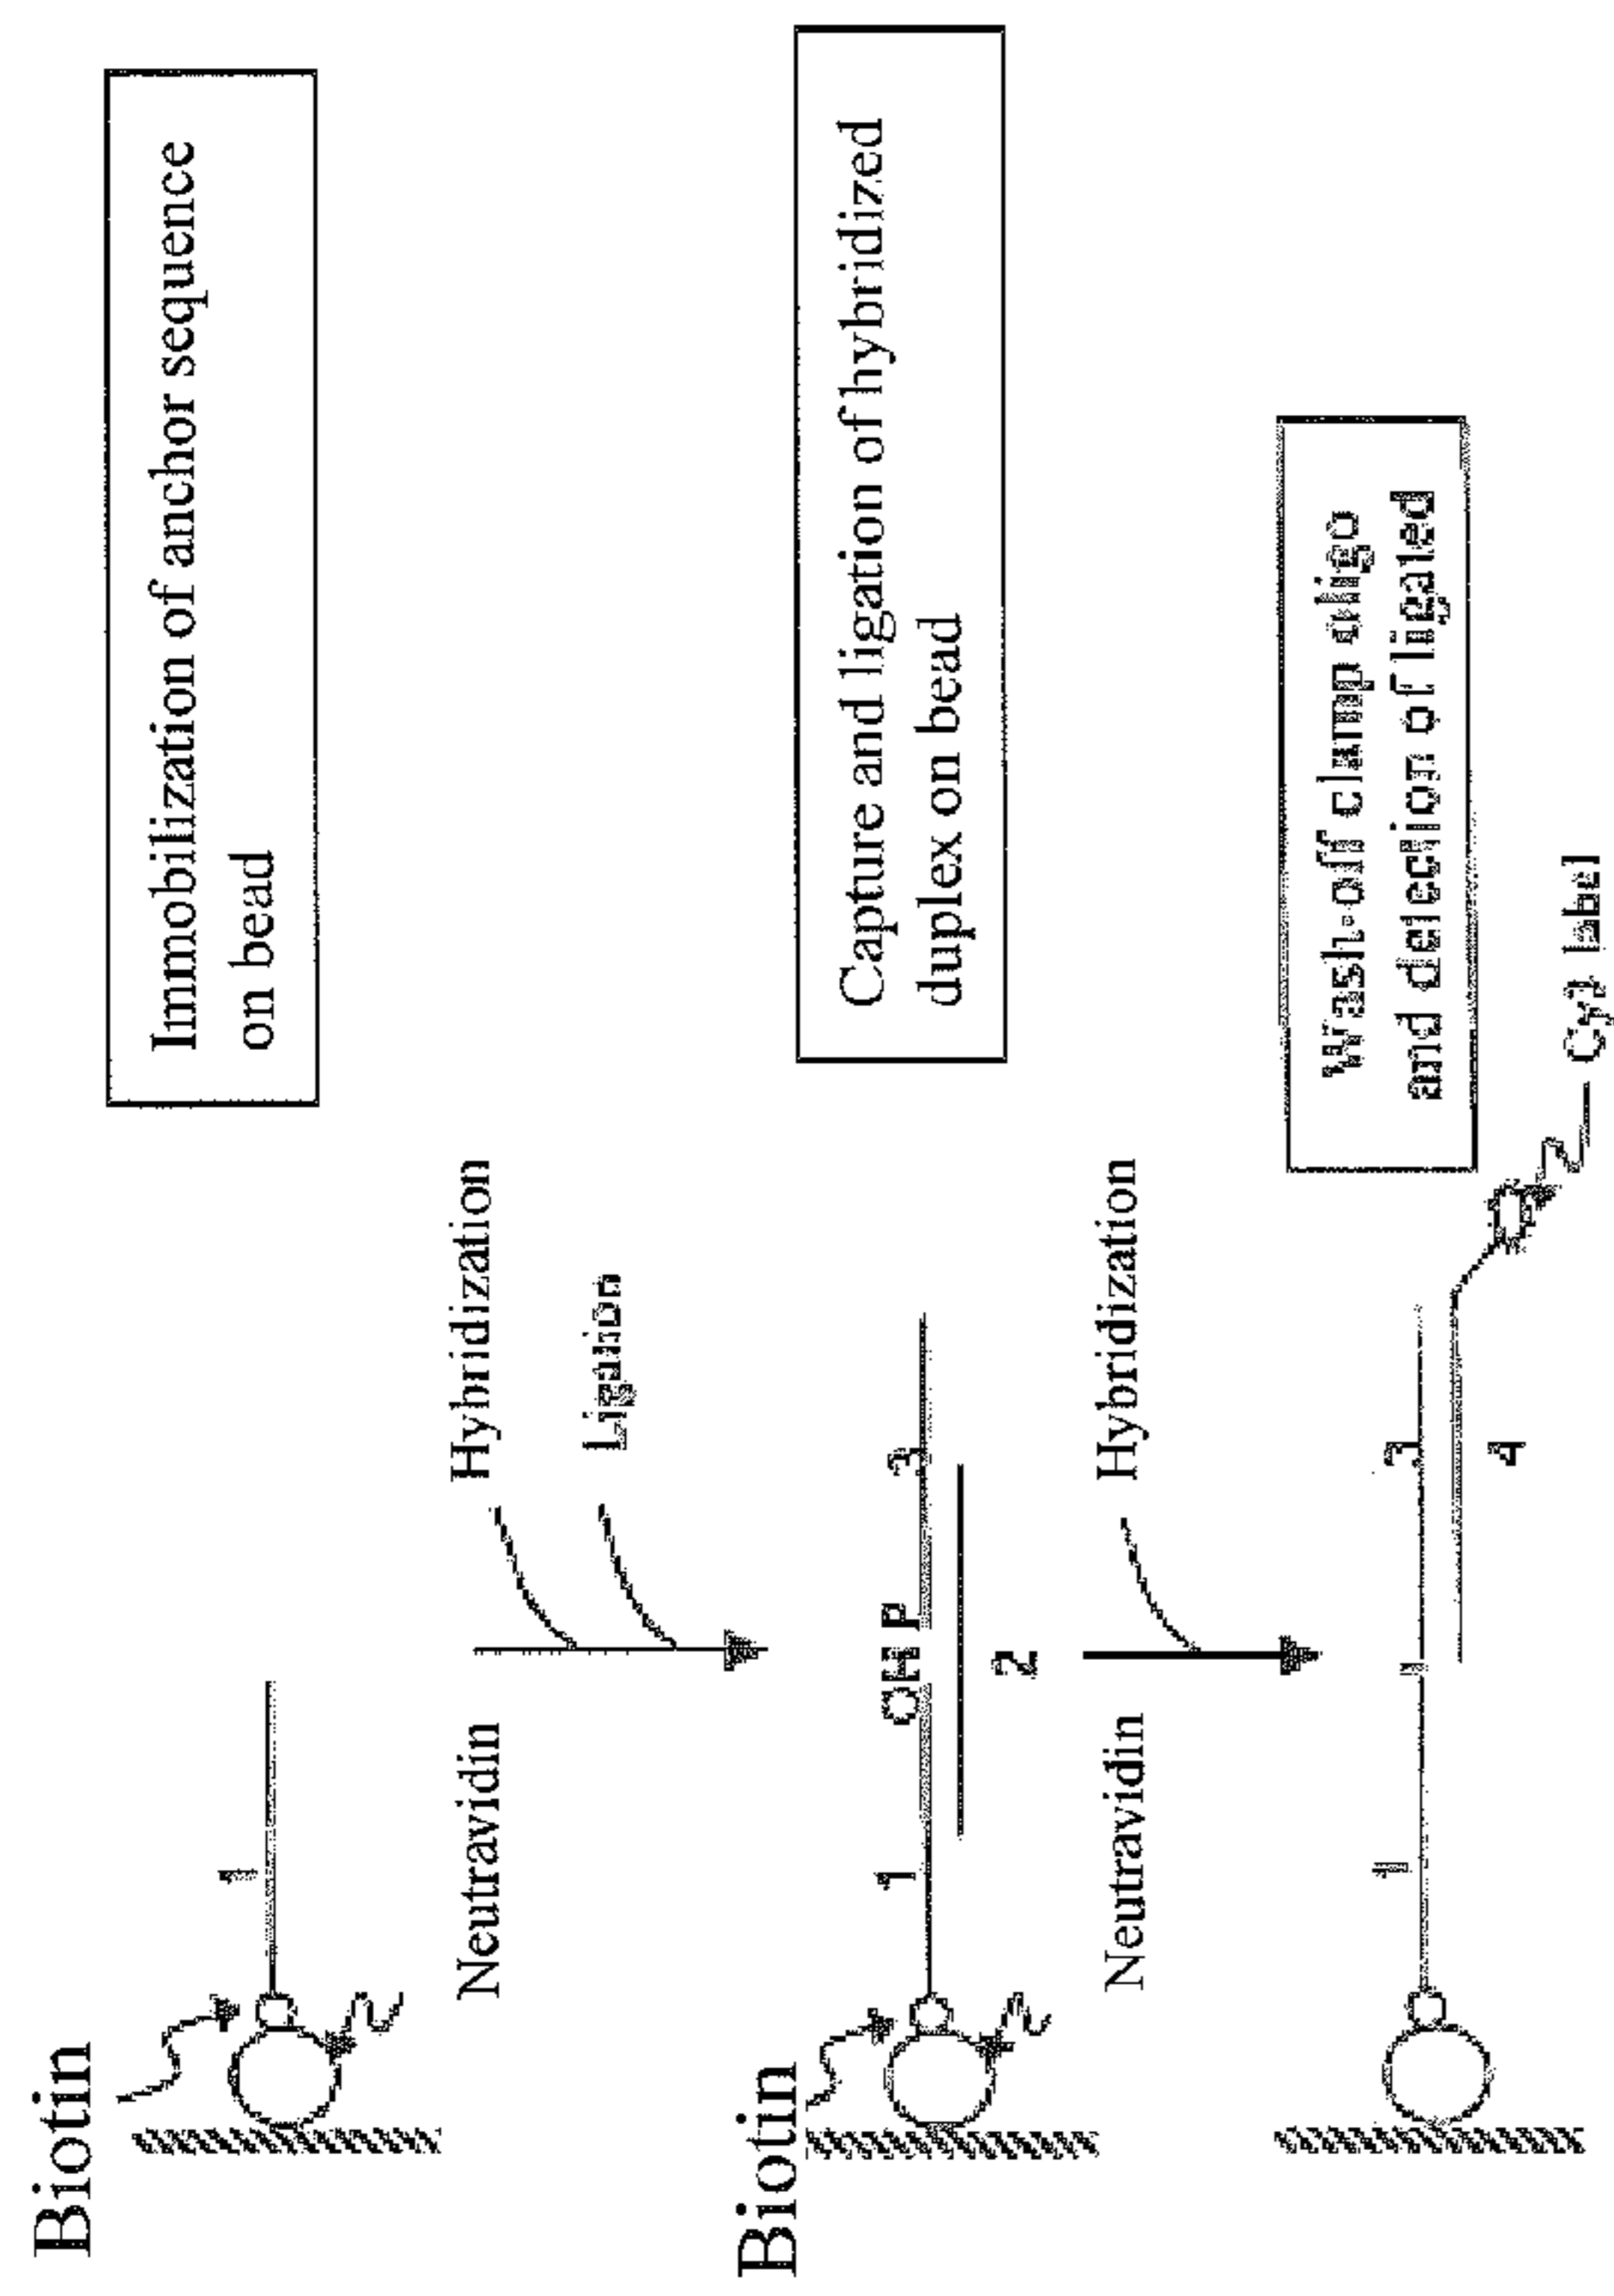 Biotin
1
Immobilization of anchor sequence
on bead
Neutravidin
Hybridization
Ligation
Biotin
1
OH P
3
2
Capture and ligation of hybridized
duplex on bead
Neutravidin
Hybridization
1
3
4
Wash-off clamp oligo
and detection of ligated
Cy3 label